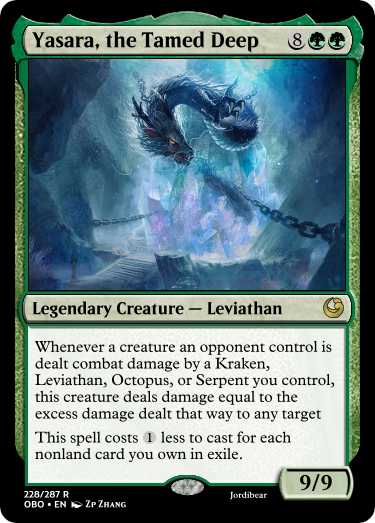 Yasara, the Tamed Deep 8
Legendary Creature — Leviathan
Whenever a creature an opponent control is
dealt combat damage by a Kraken,
Leviathan, Octopus, or Serpent you control,
this creature deals damage equal to the
excess damage dealt that way to any target
This spell costs 1 less to cast for each
nonland card you own in exile.
9/9
228/287 R
OBO • EN ZP ZHANG
Jordibear